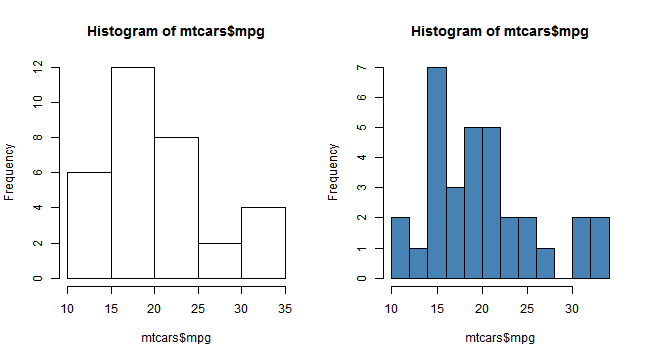 Histogram of mtcars$mpg
Frequency
0 2 4 6 8 10 12
10 15 20 25 30 35
mtcars$mpg
Histogram of mtcars$mpg
Frequency
0 1 2 3 4 5 6 7
10 15 20 25 30
mtcars$mpg